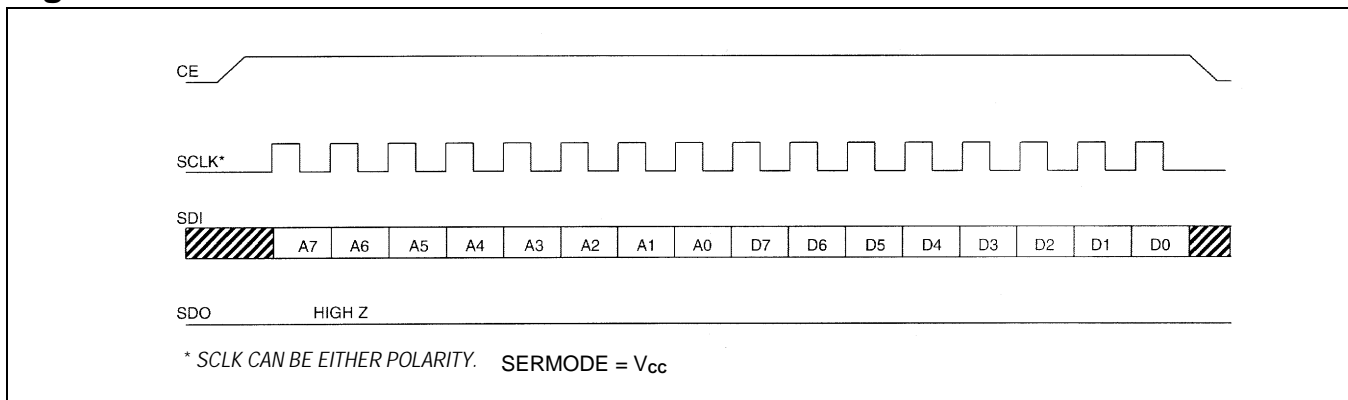 CE
SCLK*
SDI
A7 A6 A5 A4 A3 A2 A1 A0 D7 D6 D5 D4 D3 D2 D1 D0
SDO HIGH Z
* SCLK CAN BE EITHER POLARITY. SERMODE = Vcc